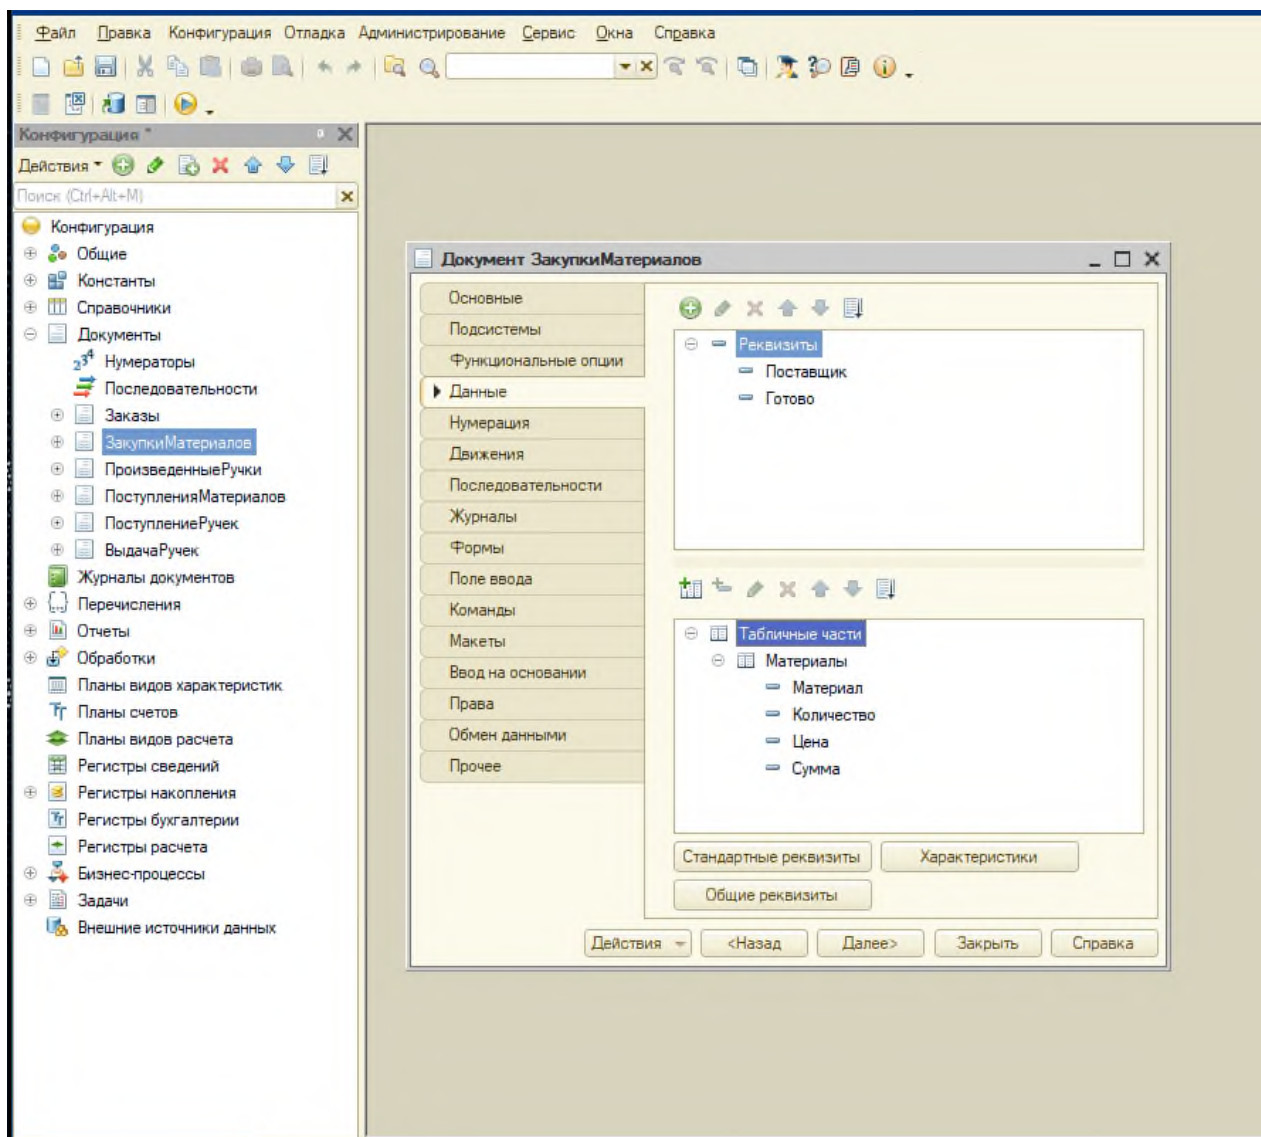 Файл Правка Конфигурация Отладка Администрирование Сервис Окна Справка
Конфигурация *
Действия
Поиск (Ctrl+Alt+M)
Конфигурация
Общие
Константы
Справочники
Документы
Нумераторы
Последовательности
Заказы
ЗакупкиМатериалов
ПроизведенныеРучки
ПоступленияМатериалов
ПоступлениеРучек
ВыдачаРучек
Журналы документов
Перечисления
Отчеты
Обработки
Планы видов характеристик
Планы счетов
Планы видов расчета
Регистры сведений
Регистры накопления
Регистры бухгалтерии
Регистры расчета
Бизнес-процессы
Задачи
Внешние источники данных
Документ ЗакупкиМатериалов
Основные
Подсистемы
Функциональные опции
Данные
Нумерация
Движения
Последовательности
Журналы
Формы
Поле ввода
Команды
Макеты
Ввод на основании
Права
Обмен данными
Прочее
Реквизиты
Поставщик
Готово
Табличные части
Материалы
Материал
Количество
Цена
Сумма
Стандартные реквизиты Характеристики
Общие реквизиты
Действия <Назад Далее> Закрыть Справка